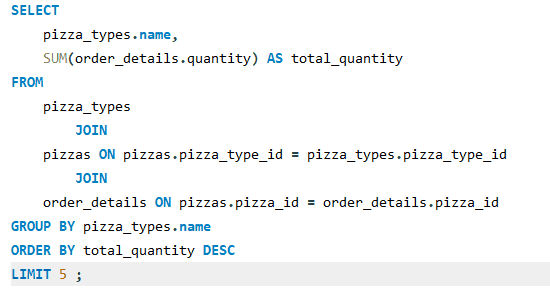 SELECT
pizza_types.name,
SUM(order_details.quantity) AS total_quantity
FROM
pizza_types
JOIN
pizzas ON pizzas.pizza_type_id = pizza_types.pizza_type_id
JOIN
order_details ON pizzas.pizza_id = order_details.pizza_id
GROUP BY pizza_types.name
ORDER BY total_quantity DESC
LIMIT 5 ;